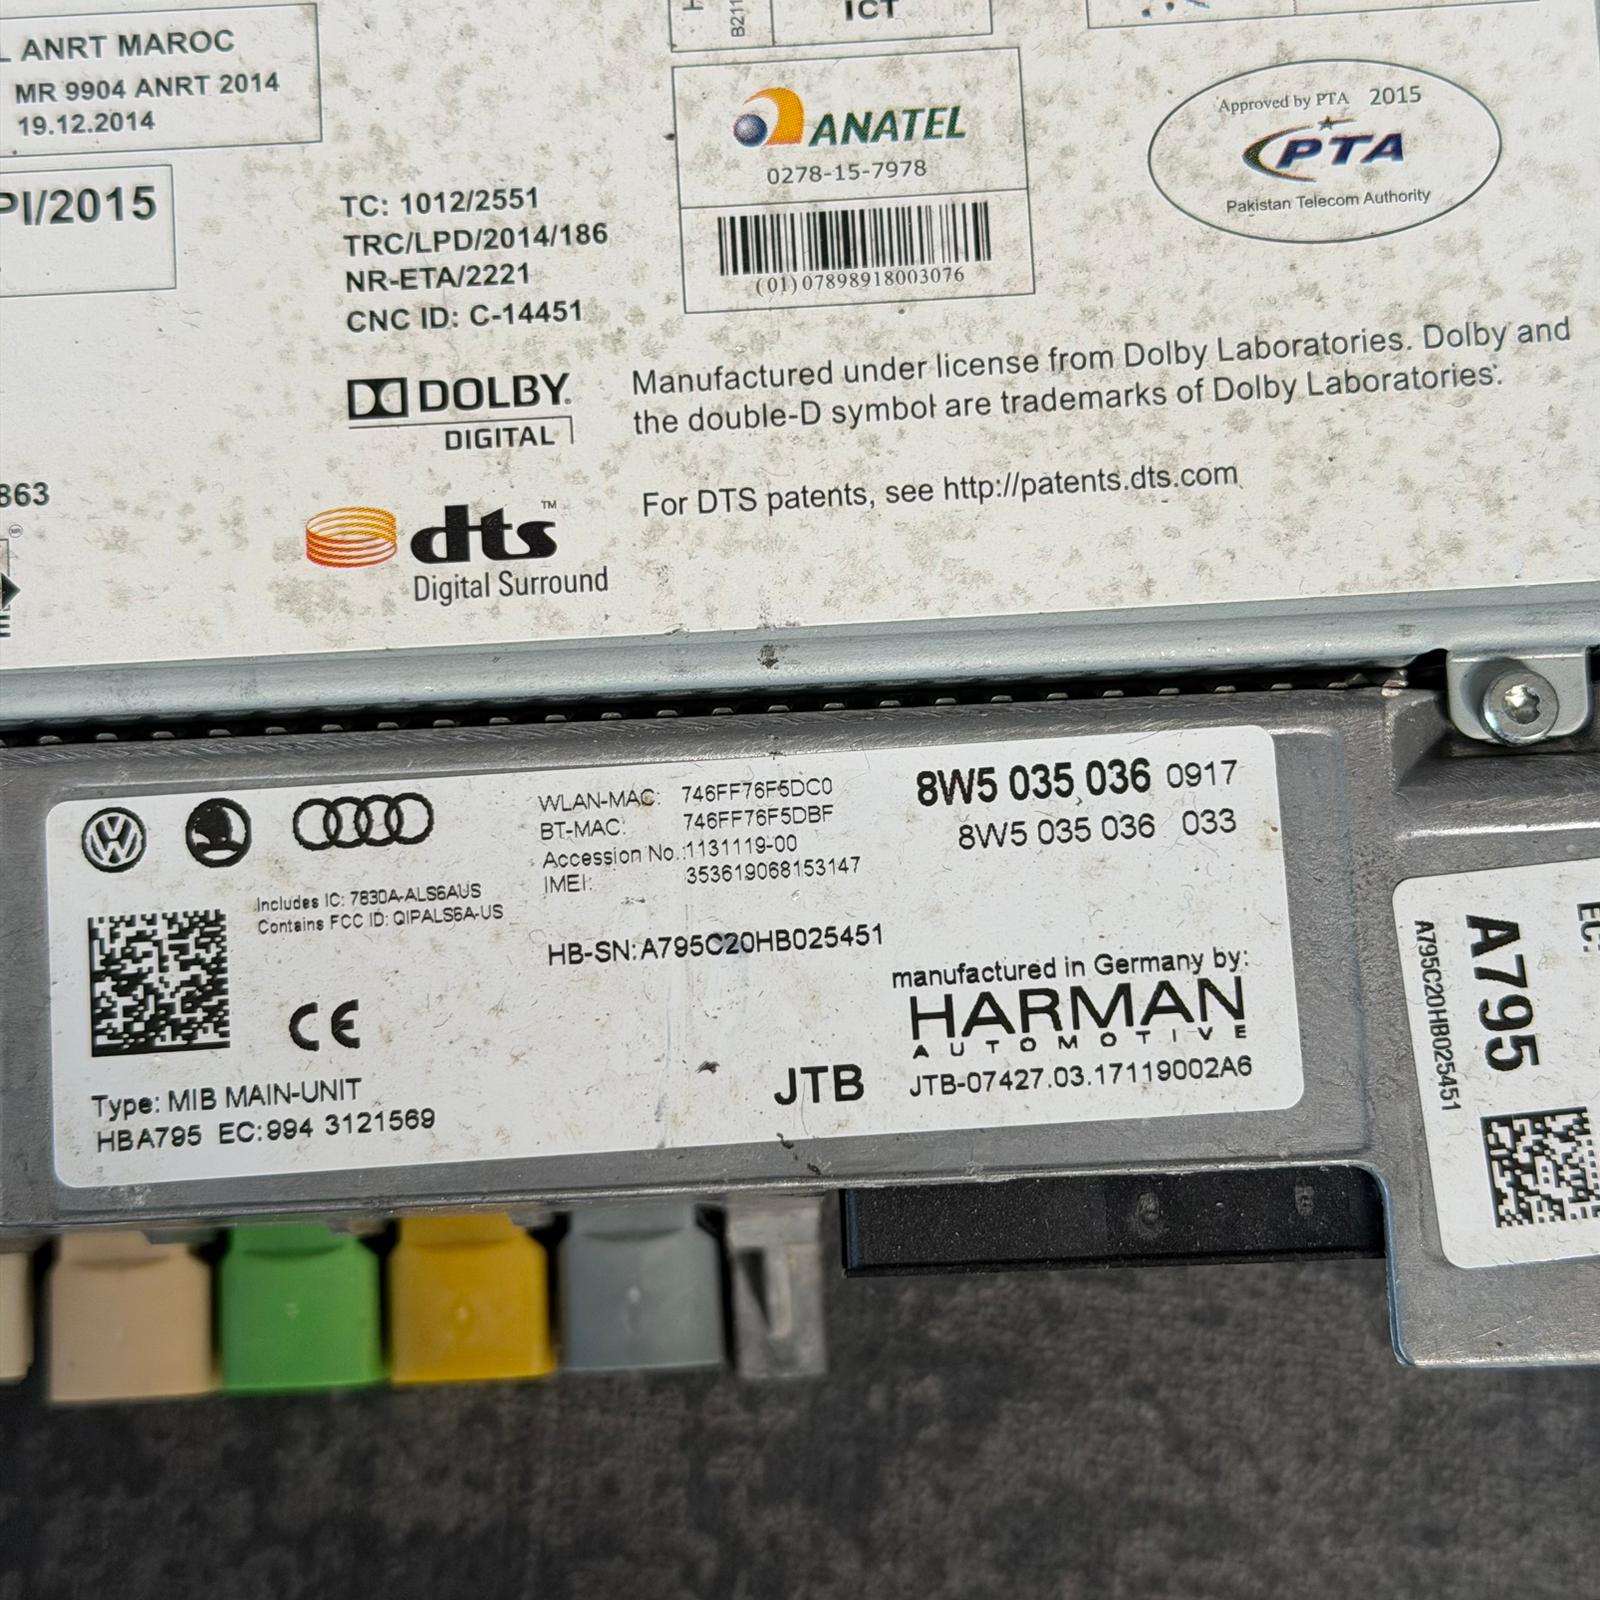 ANRT MAROC
MR 9904 ANRT 2014
19.12.2014
PI/2015
863
B211
ICT
ANATEL
0278-15-7978
(01)07898918003076
Approved by PTA 2015
PTA
Pakistan Telecom Authority
TC: 1012/2551
TRC/LPD/2014/186
NR-ETA/2221
CNC ID: C-14451
DOLBY
DIGITAL
Manufactured under license from Dolby Laboratories. Dolby and
the double-D symbol are trademarks of Dolby Laboratories.
dts™
Digital Surround
For DTS patents, see http://patents.dts.com
VW
Includes IC: 7830A-ALS6AUS
Contains FCC ID: QIPALS6A-US
CE
Type: MIB MAIN-UNIT
HBA795 EC:994 3121569
WLAN-MAC: 746FF76F5DC0
BT-MAC: 746FF76F5DBF
Accession No.:1131119-00
IMEI: 353619068153147
HB-SN:A795C20HB025451
8W5 035 036 0917
8W5 035 036 033
manufactured in Germany by:
HARMAN
AUTOMOTIVE
JTB JTB-07427.03.17119002A6
EC:
A795
A795C20HB025451